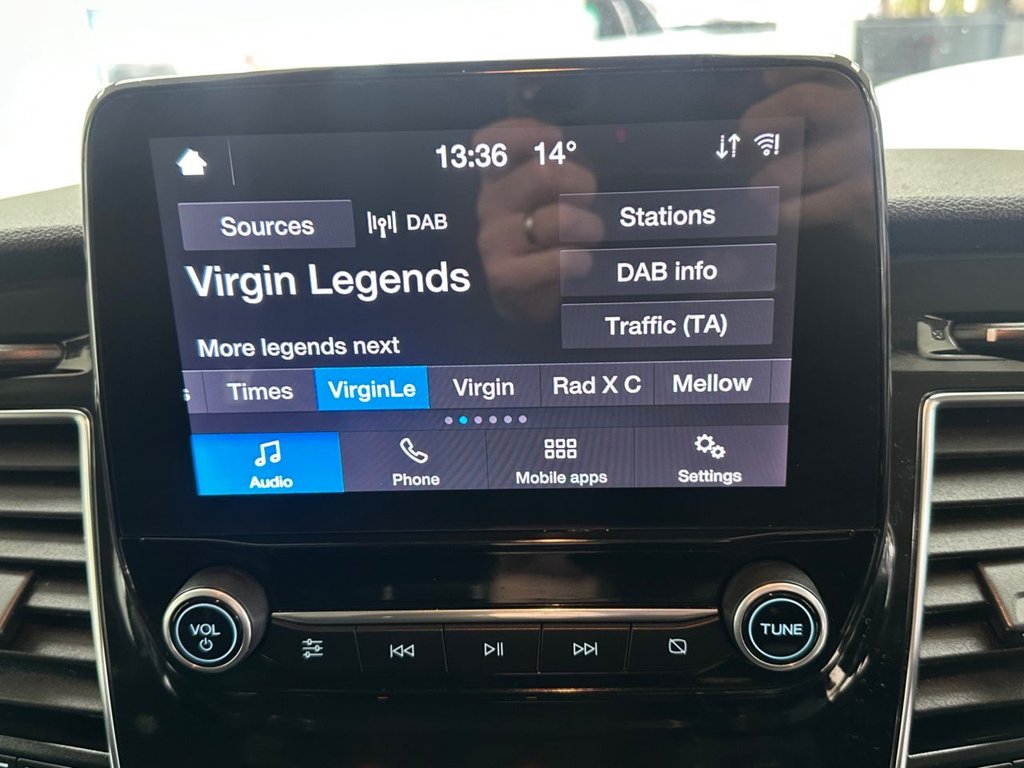 13:36 14°
Sources DAB Stations
Virgin Legends DAB info
Traffic (TA)
More legends next
s Times VirginLe Virgin Rad X C Mellow
Audio Phone Mobile apps Settings
VOL TUNE